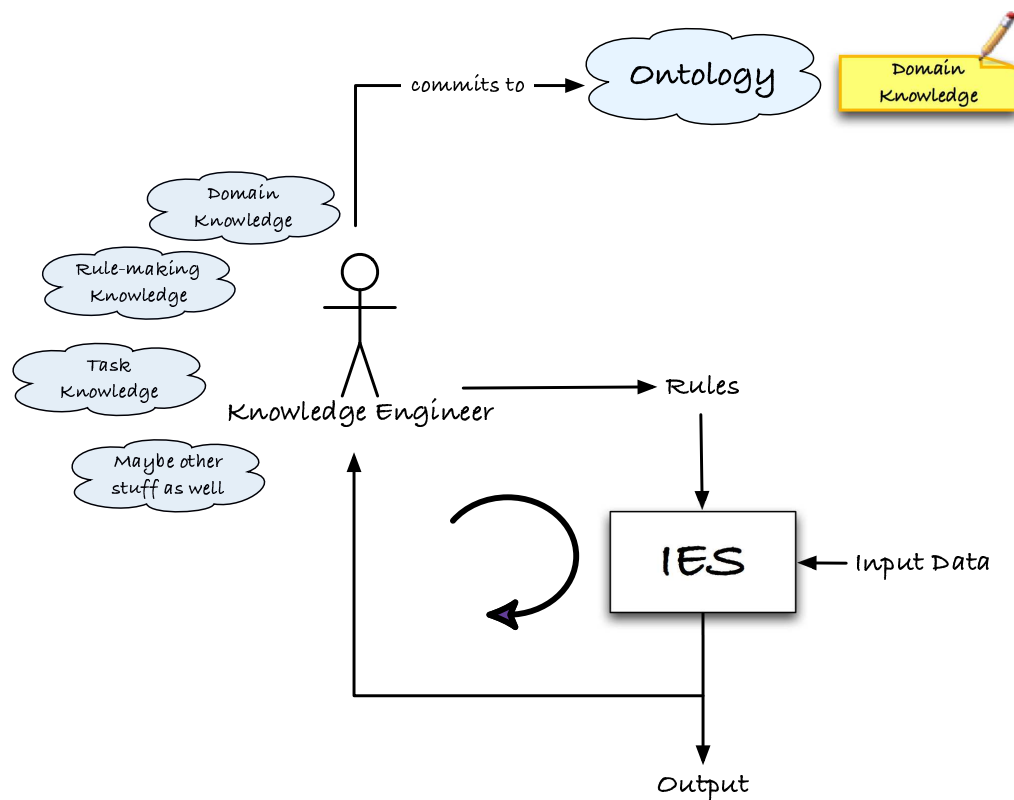 commits to
Ontology
Domain
Knowledge
Domain
Knowledge
Rule-making
Knowledge
Task
Knowledge
Maybe other
stuff as well
Knowledge Engineer
Rules
IES
Input Data
Output